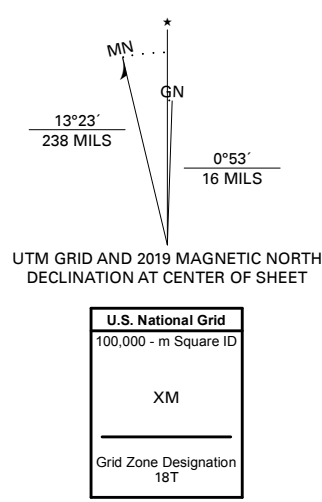 ★
MN
GN
13°23´
238 MILS
0°53´
16 MILS
UTM GRID AND 2019 MAGNETIC NORTH
DECLINATION AT CENTER OF SHEET
U.S. National Grid
100,000 - m Square ID
XM
Grid Zone Designation
18T